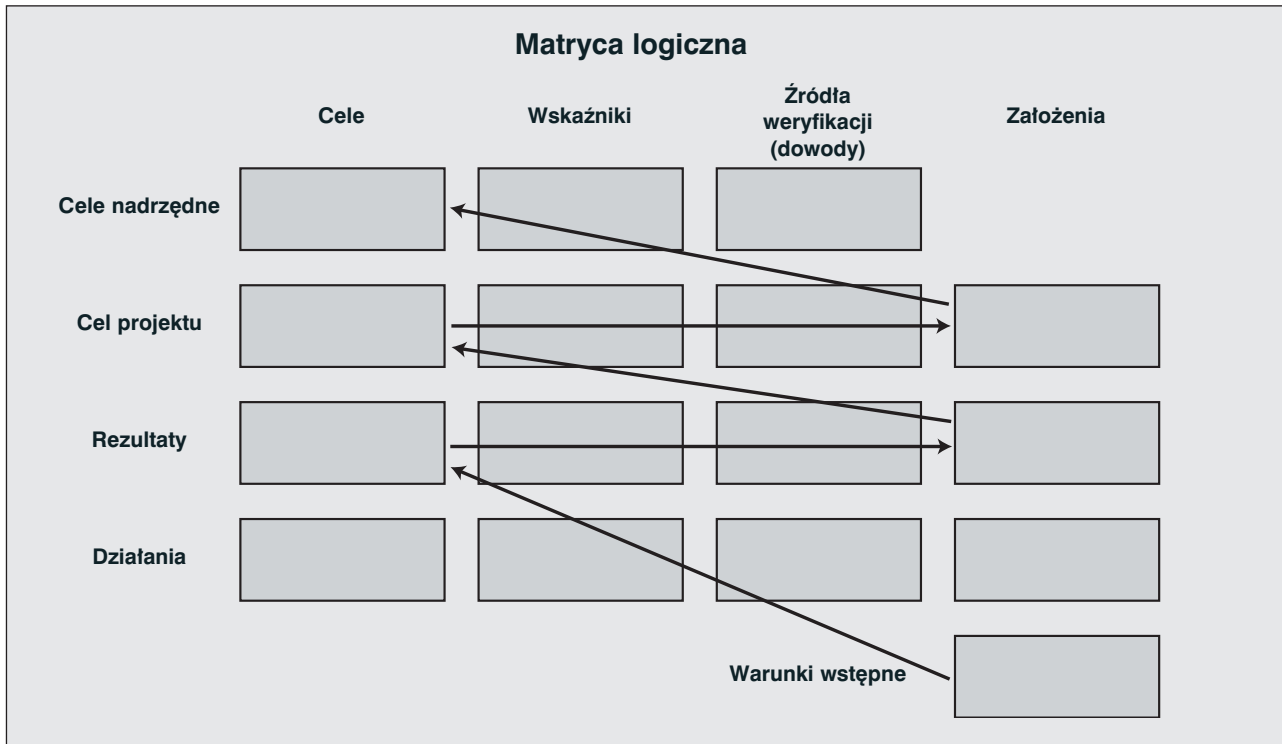 Matryca logiczna
Cele
Wskaźniki
Źródła
weryfikacji
(dowody)
Założenia
Cele nadrzędne
Cel projektu
Rezultaty
Działania
Warunki wstępne